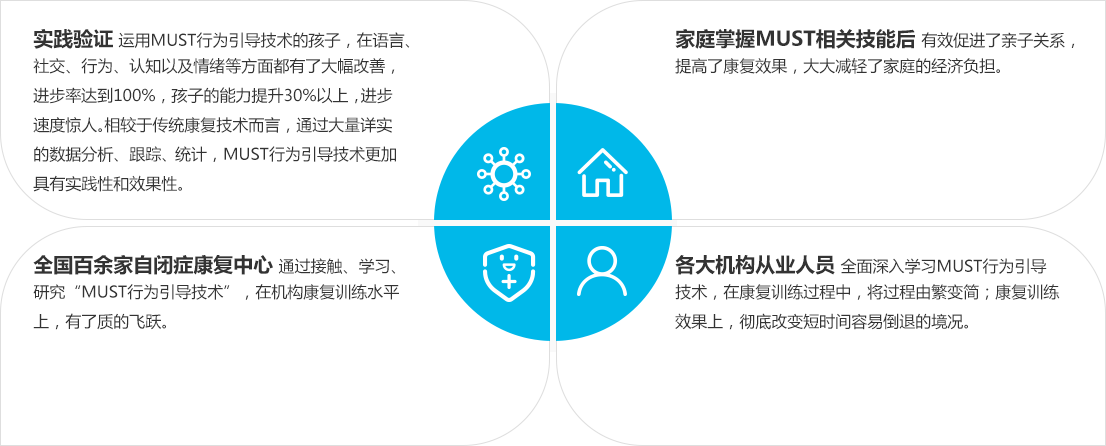 实践验证 运用MUST行为引导技术的孩子，在语言、
社交、行为、认知以及情绪等方面都有了大幅改善，
进步率达到100%，孩子的能力提升30%以上，进步
速度惊人。相较于传统康复技术而言，通过大量详实
的数据分析、跟踪、统计，MUST行为引导技术更加
具有实践性和效果性。
家庭掌握MUST相关技能后 有效促进了亲子关系，
提高了康复效果，大大减轻了家庭的经济负担。
全国百余家自闭症康复中心 通过接触、学习、
研究“MUST行为引导技术”，在机构康复训练水平
上，有了质的飞跃。
各大机构从业人员 全面深入学习MUST行为引导
技术，在康复训练过程中，将过程由繁变简；康复训练
效果上，彻底改变短时间容易倒退的境况。